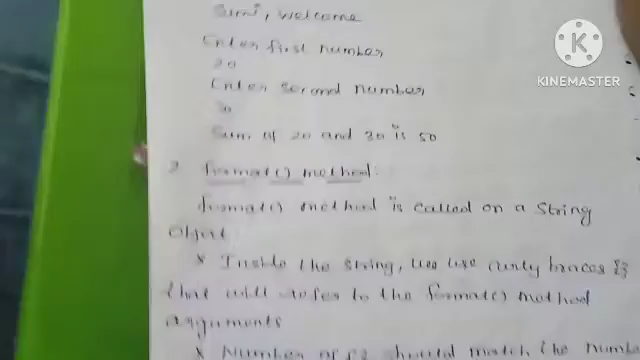 Sumi, welcome
Enter first number,
20
Enter second number,
30
Sum of 20 and 30 is 50
2. format() method:
format() method is called on a String
object
* Inside the string, we use curly braces {}
that will refer to the format() method
arguments
* Number of {} should match the numbe
KINEMASTER